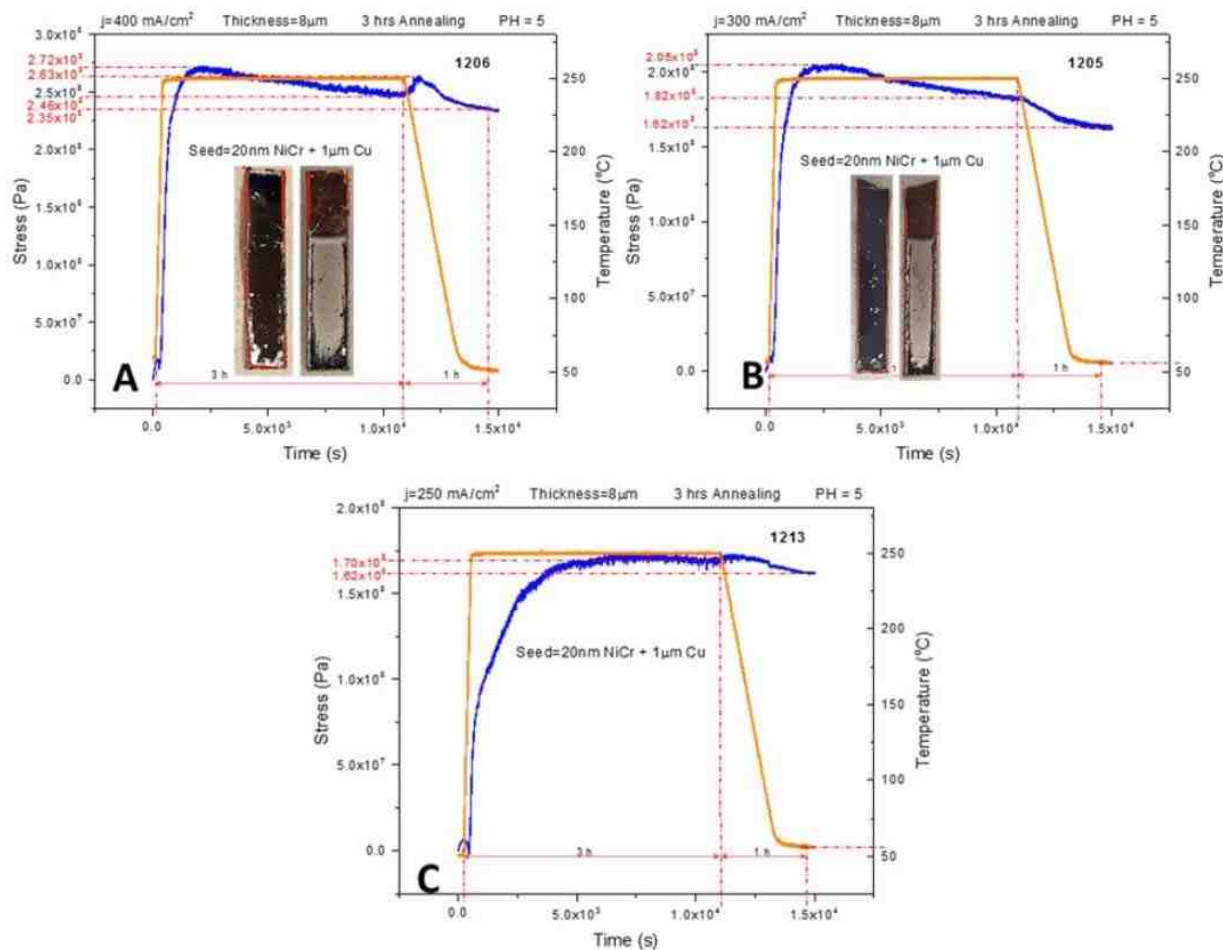 j=400 mA/cm² Thickness=8μm 3 hrs Annealing PH = 5
3.0x10⁸
2.72x10⁸
2.63x10⁸
2.5x10⁸
2.46x10⁸
2.35x10⁸
2.0x10⁸
1.5x10⁸
1.0x10⁸
5.0x10⁷
0.0
Stress (Pa)
1206
Seed=20nm NiCr + 1μm Cu
A
3 h
1 h
250
200
150
100
50
Temperature (°C)
0.0 5.0x10³ 1.0x10⁴ 1.5x10⁴
Time (s)
j=300 mA/cm² Thickness=8μm 3 hrs Annealing PH = 5
2.05x10⁸
2.0x10⁸
1.82x10⁸
1.62x10⁸
1.5x10⁸
1.0x10⁸
5.0x10⁷
0.0
Stress (Pa)
1205
Seed=20nm NiCr + 1μm Cu
B
1 h
250
200
150
100
50
Temperature (°C)
0.0 5.0x10³ 1.0x10⁴ 1.5x10⁴
Time (s)
j=250 mA/cm² Thickness=8μm 3 hrs Annealing PH = 5
2.0x10⁸
1.70x10⁸
1.62x10⁸
1.5x10⁸
1.0x10⁸
5.0x10⁷
0.0
Stress (Pa)
1213
Seed=20nm NiCr + 1μm Cu
C
3 h
1 h
250
200
150
100
50
Temperature (°C)
0.0 5.0x10³ 1.0x10⁴ 1.5x10⁴
Time (s)